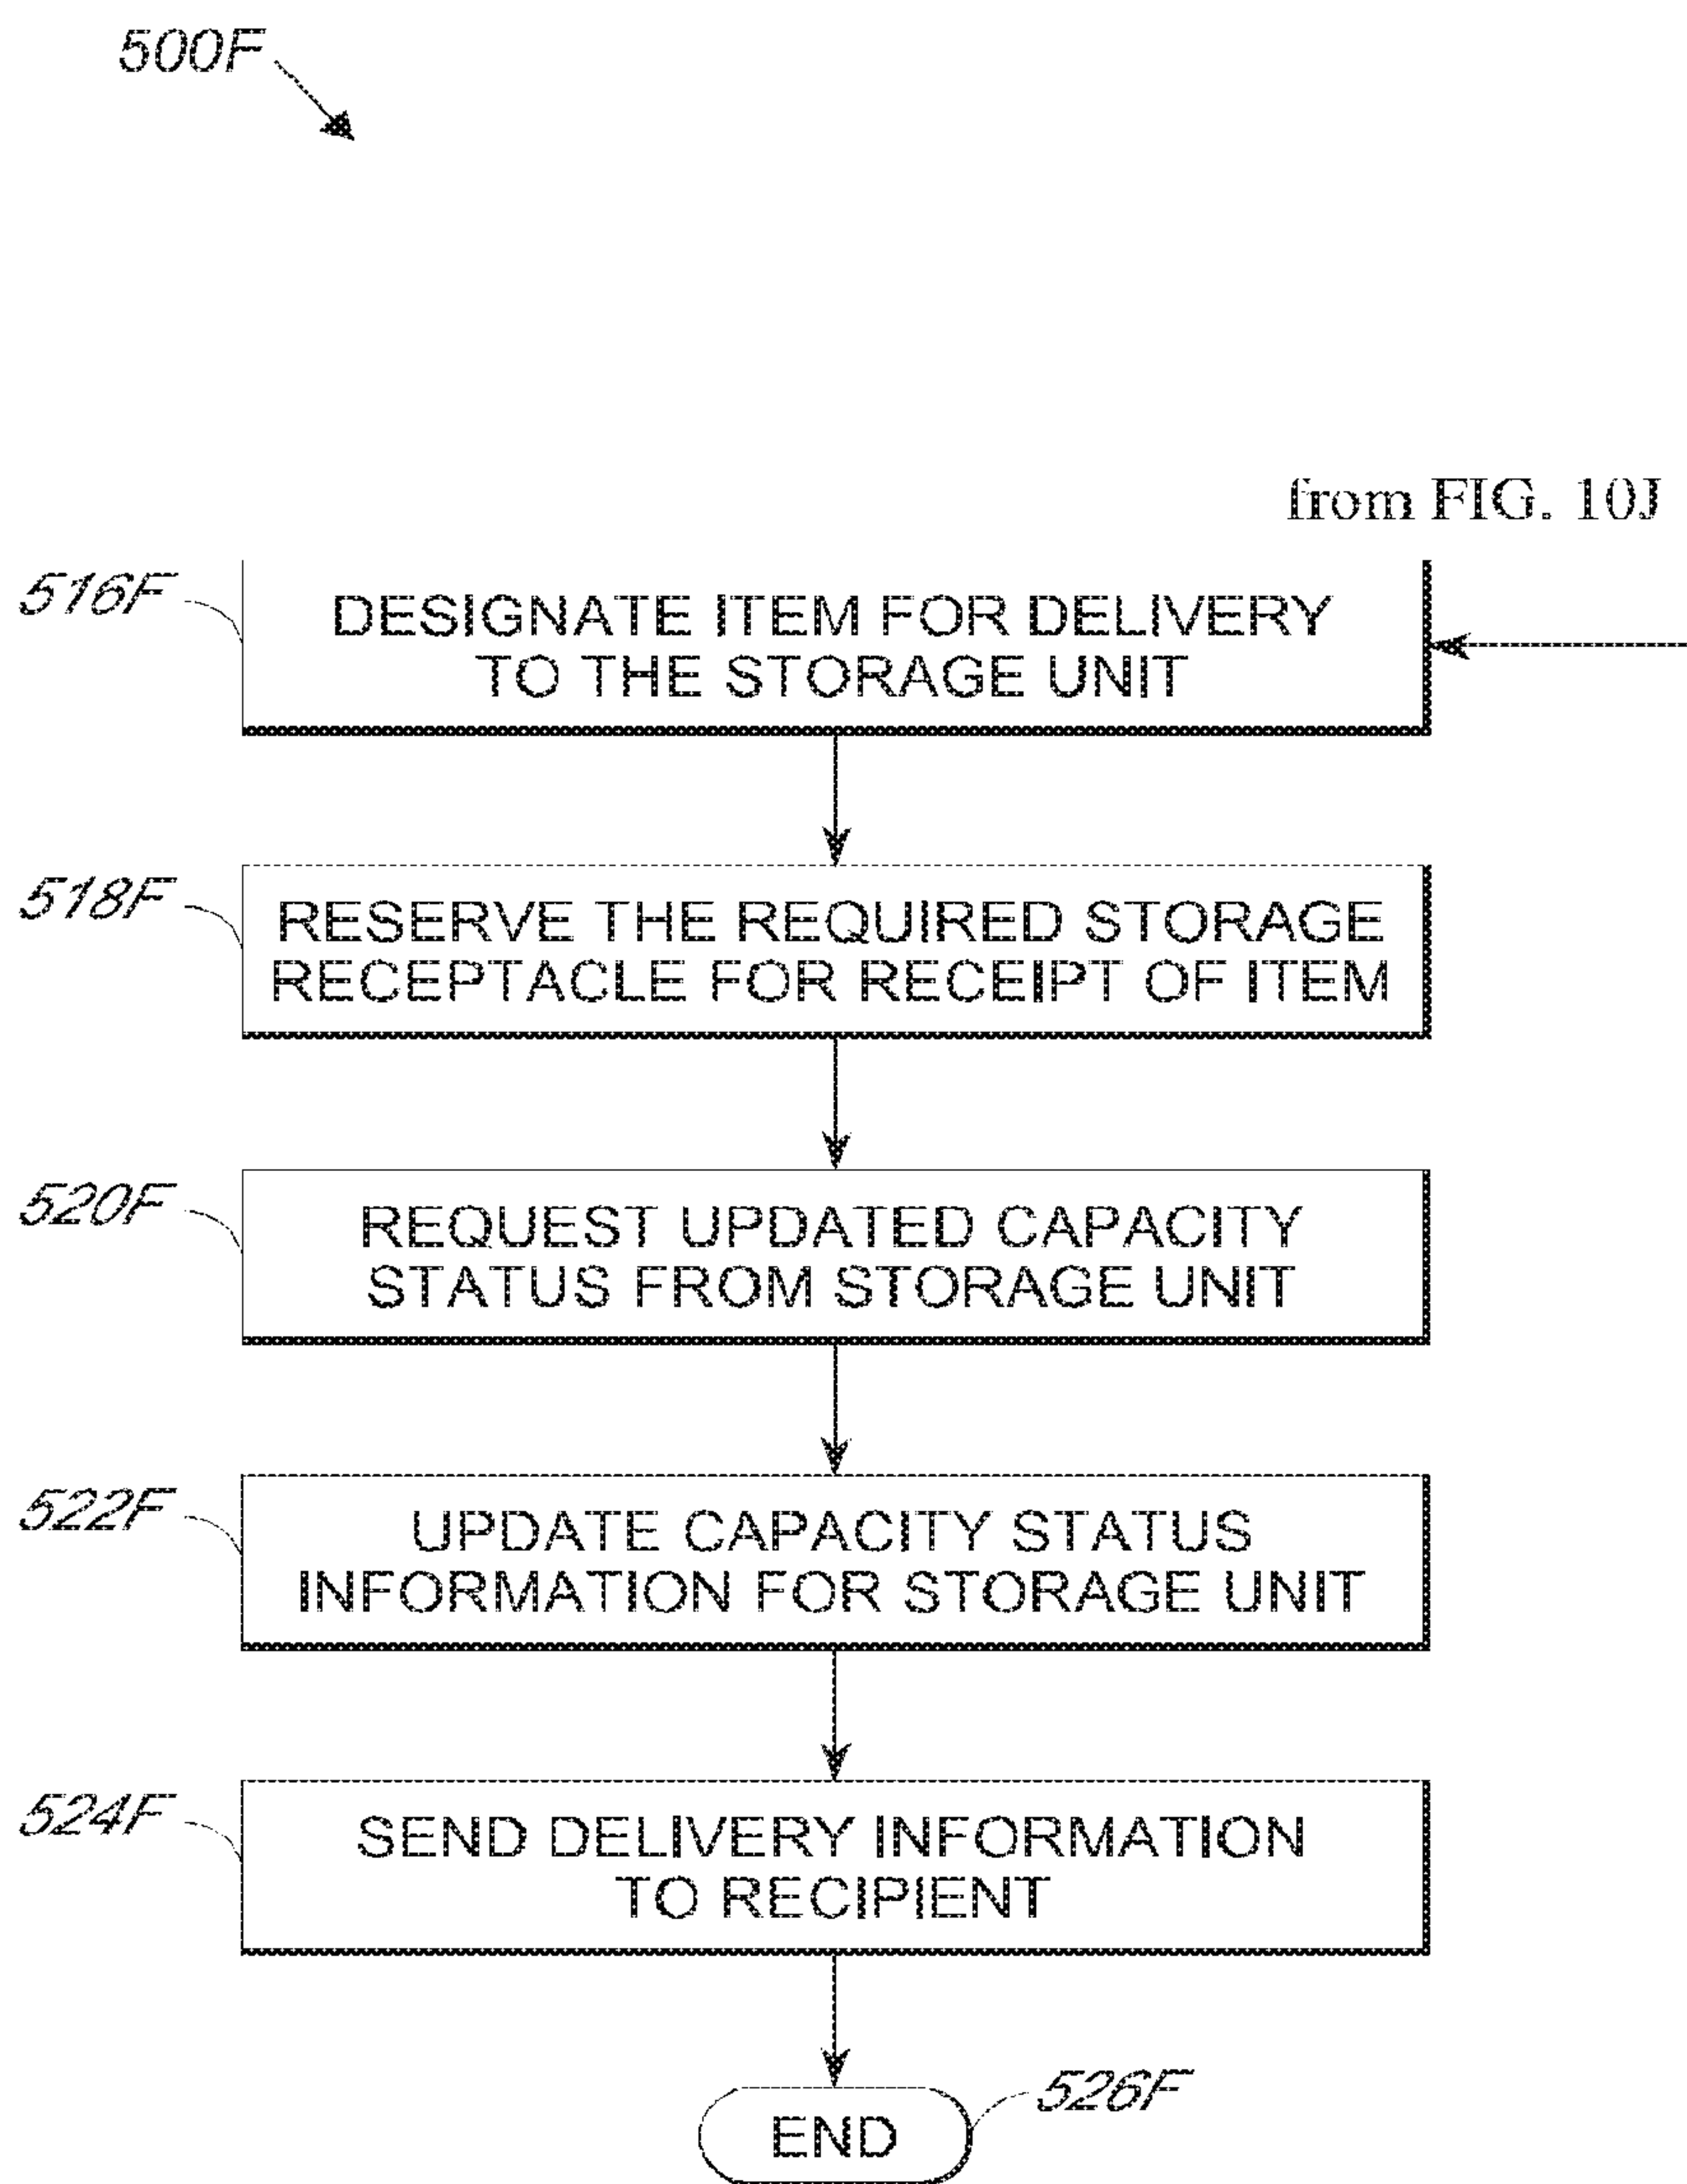 500F
from FIG. 10J
516F
DESIGNATE ITEM FOR DELIVERY
TO THE STORAGE UNIT
518F
RESERVE THE REQUIRED STORAGE
RECEPTACLE FOR RECEIPT OF ITEM
520F
REQUEST UPDATED CAPACITY
STATUS FROM STORAGE UNIT
522F
UPDATE CAPACITY STATUS
INFORMATION FOR STORAGE UNIT
524F
SEND DELIVERY INFORMATION
TO RECIPIENT
526F
END